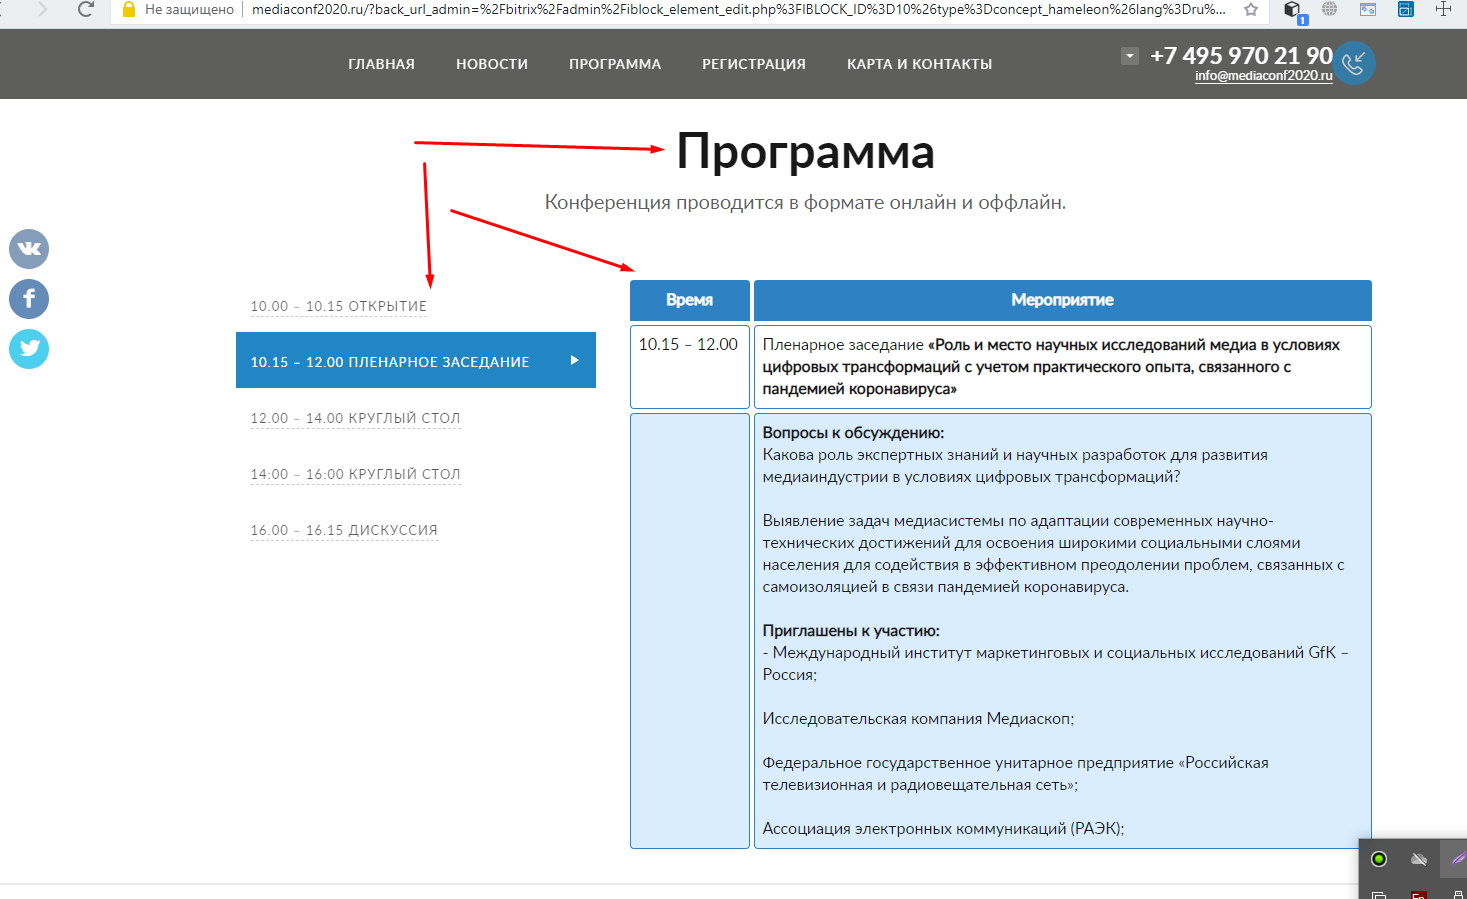 Не защищено
mediaconf2020.ru/?back_url_admin=%2Fbitrix%2Fadmin%2Fiblock_element_edit.php%3FIBLOCK_ID%3D10%26type%3Dconcept_hameleon%26lang%3Dru%...
1
ГЛАВНАЯ НОВОСТИ ПРОГРАММА РЕГИСТРАЦИЯ КАРТА И КОНТАКТЫ
+7 495 970 21 90
info@mediaconf2020.ru
Программа
Конференция проводится в формате онлайн и оффлайн.
10.00 – 10.15 ОТКРЫТИЕ
10.15 – 12.00 ПЛЕНАРНОЕ ЗАСЕДАНИЕ
12.00 – 14.00 КРУГЛЫЙ СТОЛ
14:00 – 16:00 КРУГЛЫЙ СТОЛ
16.00 – 16.15 ДИСКУССИЯ
Время Мероприятие
10.15 – 12.00 Пленарное заседание «Роль и место научных исследований медиа в условиях
цифровых трансформаций с учетом практического опыта, связанного с
пандемией коронавируса»
Вопросы к обсуждению:
Какова роль экспертных знаний и научных разработок для развития
медиаиндустрии в условиях цифровых трансформаций?
Выявление задач медиасистемы по адаптации современных научно-
технических достижений для освоения широкими социальными слоями
населения для содействия в эффективном преодолении проблем, связанных с
самоизоляцией в связи пандемией коронавируса.
Приглашены к участию:
- Международный институт маркетинговых и социальных исследований GfK –
Россия;
Исследовательская компания Медиаскоп;
Федеральное государственное унитарное предприятие «Российская
телевизионная и радиовещательная сеть»;
Ассоциация электронных коммуникаций (РАЭК);